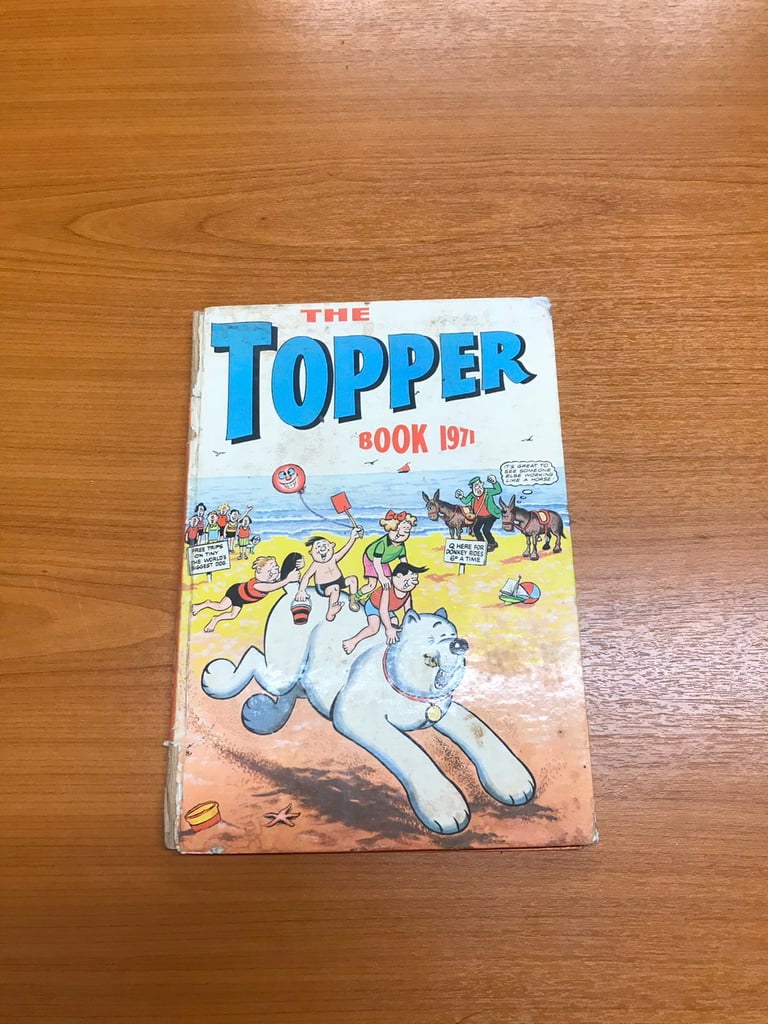 THE
TOPPER
BOOK 1971
IT'S GREAT TO
SEE SOMEONE
ELSE WORKING
LIKE A HORSE
FREE TRIPS
ON TINY
THE WORLD'S
BIGGEST DOG.
Q HERE FOR
DONKEY RIDES
6D A TIME